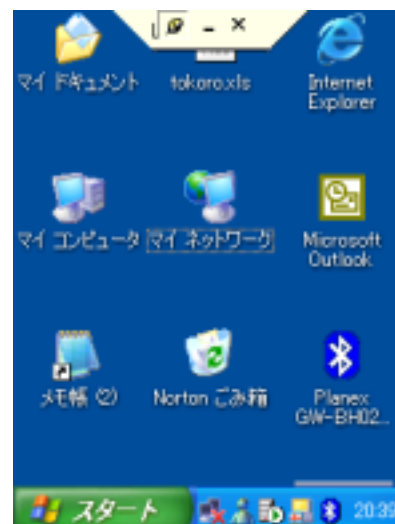 マイ ドキュメント
tokoro.xls
Internet
Explorer
マイ コンピュータ
マイ ネットワーク
Microsoft
Outlook
メモ帳 (2)
Norton ごみ箱
Planex
GW-BH02...
スタート
20:39